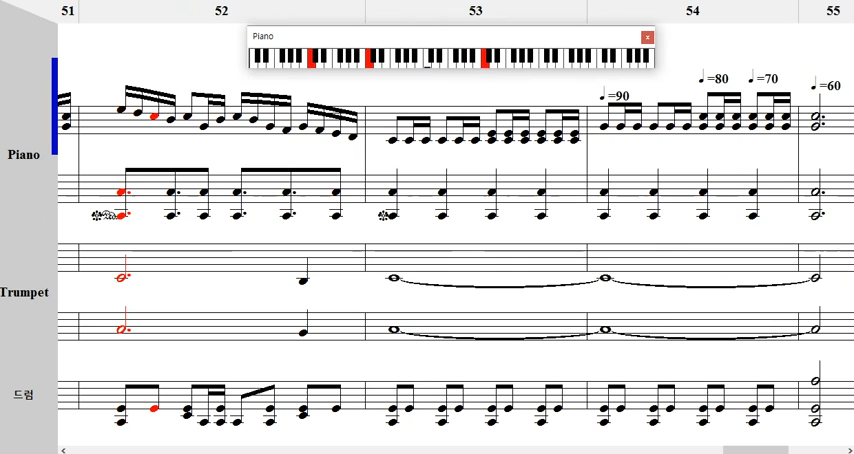 51 52 53 54 55
Piano
x
♩=80 ♩=70
♩=90
♩=60
Piano
Trumpet
드럼